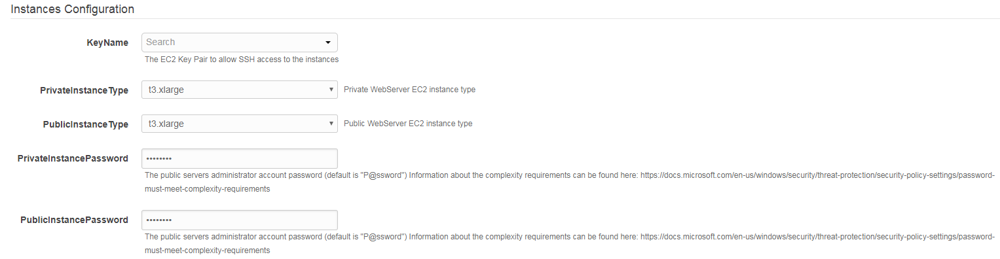 Instances Configuration
KeyName Search
The EC2 Key Pair to allow SSH access to the instances
PrivateInstanceType t3.xlarge Private WebServer EC2 instance type
PublicInstanceType t3.xlarge Public WebServer EC2 instance type
PrivateInstancePassword ••••••••
The public servers administrator account password (default is "P@ssword") Information about the complexity requirements can be found here: https://docs.microsoft.com/en-us/windows/security/threat-protection/security-policy-settings/password-
must-meet-complexity-requirements
PublicInstancePassword ••••••••
The public servers administrator account password (default is "P@ssword") Information about the complexity requirements can be found here: https://docs.microsoft.com/en-us/windows/security/threat-protection/security-policy-settings/password-
must-meet-complexity-requirements